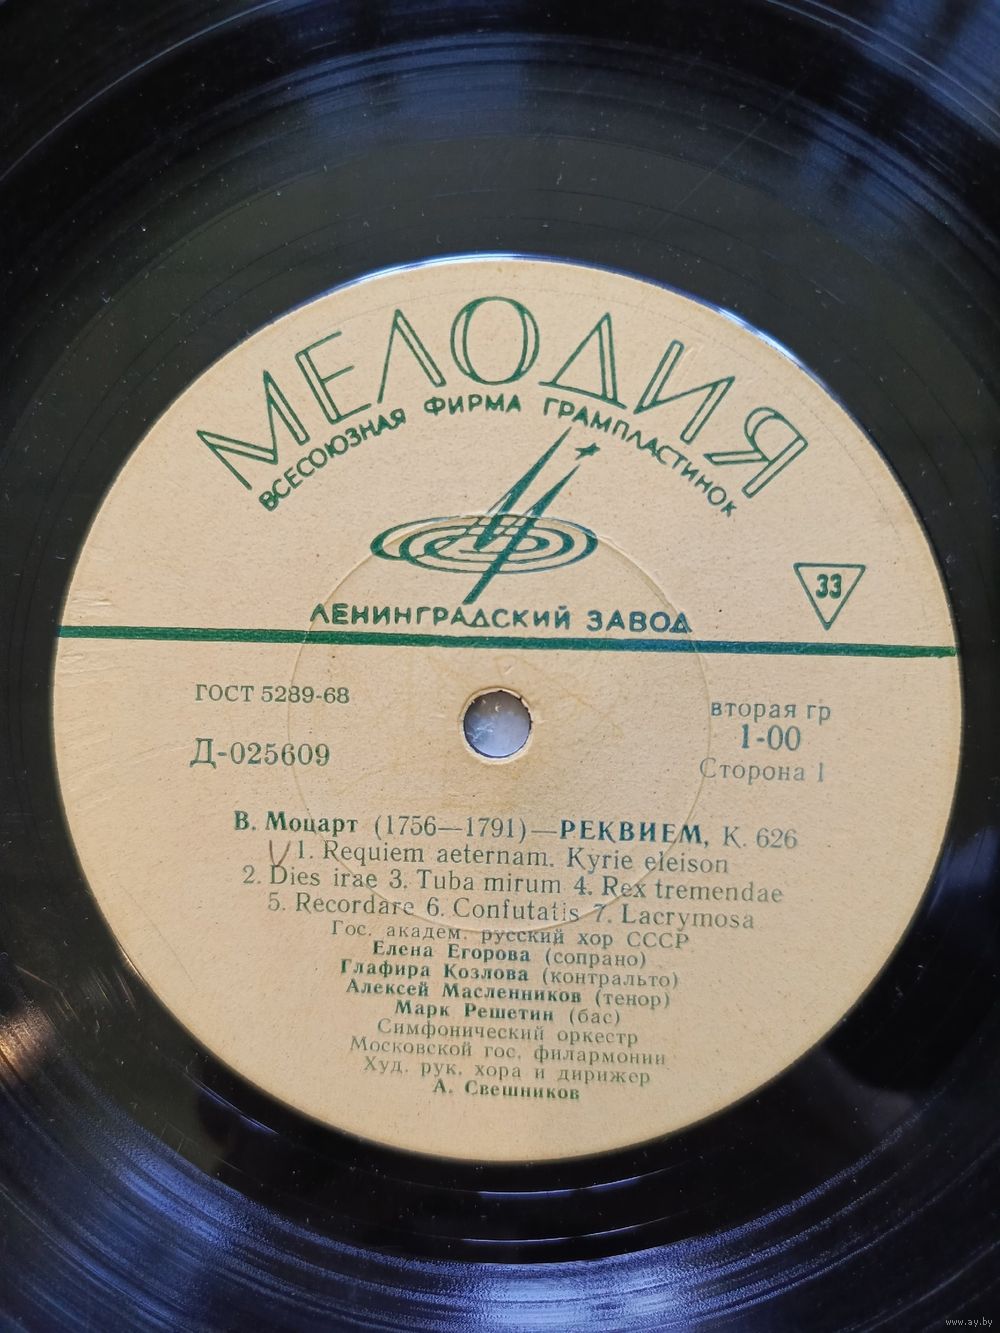 МЕЛОДИЯ
ВСЕСОЮЗНАЯ ФИРМА ГРАМПЛАСТИНОК
33
ЛЕНИНГРАДСКИЙ ЗАВОД
ГОСТ 5289-68
Д-025609
вторая гр
1-00
Сторона 1
В. Моцарт (1756—1791)—РЕКВИЕМ, К. 626
1. Requiem aeternam. Kyrie eleison
2. Dies irae 3. Tuba mirum 4. Rex tremendae
5. Recordare 6. Confutatis 7. Lacrymosa
Гос. академ. русский хор СССР
Елена Егорова (сопрано)
Глафира Козлова (контральто)
Алексей Масленников (тенор)
Марк Решетин (бас)
Симфонический оркестр
Московской гос. филармонии
Худ. рук. хора и дирижер
А. Свешников
www.ay.by